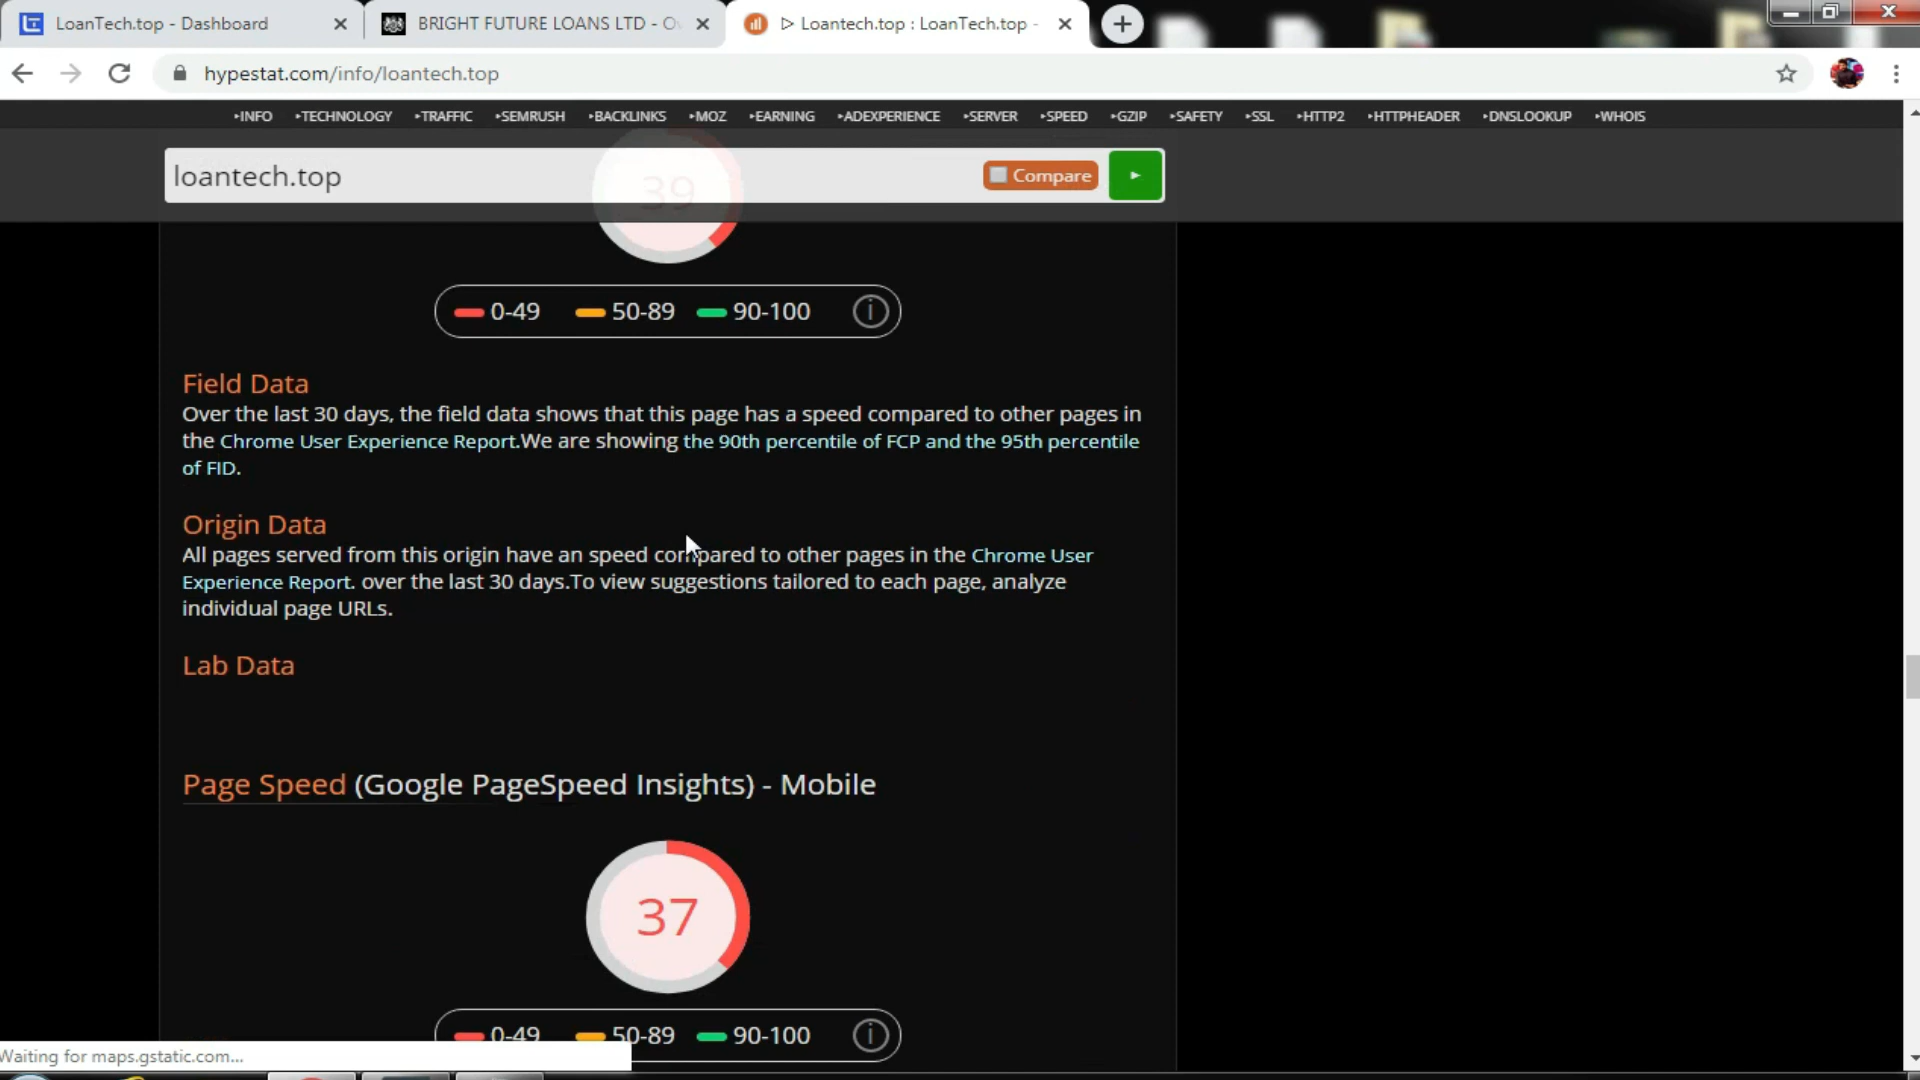 LoanTech.top - Dashboard
BRIGHT FUTURE LOANS LTD - O
Loantech.top : LoanTech.top -
hypestat.com/info/loantech.top
INFO TECHNOLOGY TRAFFIC SEMRUSH BACKLINKS MOZ EARNING ADEXPERIENCE SERVER SPEED GZIP SAFETY SSL HTTP2 HTTPHEADER DNSLOOKUP WHOIS
loantech.top
39
Compare
0-49 50-89 90-100
Field Data
Over the last 30 days, the field data shows that this page has a speed compared to other pages in
the Chrome User Experience Report.We are showing the 90th percentile of FCP and the 95th percentile
of FID.
Origin Data
All pages served from this origin have an speed compared to other pages in the Chrome User
Experience Report. over the last 30 days.To view suggestions tailored to each page, analyze
individual page URLs.
Lab Data
Page Speed (Google PageSpeed Insights) - Mobile
37
0-49 50-89 90-100
Waiting for maps.gstatic.com...